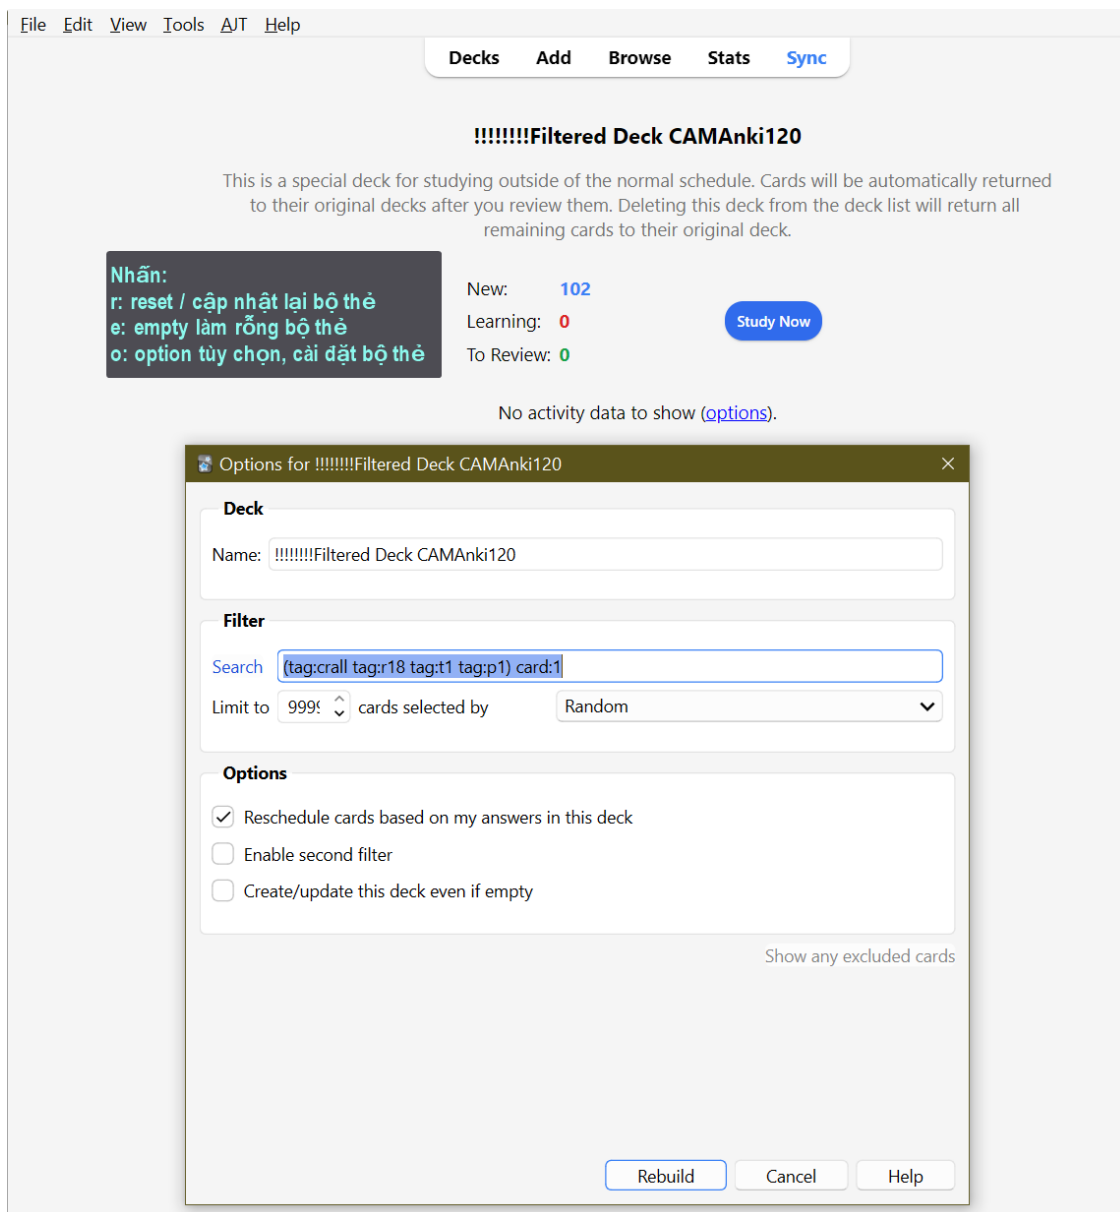 File Edit View Tools AJT Help
Decks Add Browse Stats Sync
!!!!!!!!Filtered Deck CAMAnki120
This is a special deck for studying outside of the normal schedule. Cards will be automatically returned
to their original decks after you review them. Deleting this deck from the deck list will return all
remaining cards to their original deck.
Nhấn:
r: reset / cập nhật lại bộ thẻ
e: empty làm rỗng bộ thẻ
o: option tùy chọn, cài đặt bộ thẻ
New: 102
Learning: 0
To Review: 0
Study Now
No activity data to show (options).
Options for !!!!!!!!Filtered Deck CAMAnki120
Deck
Name: !!!!!!!!Filtered Deck CAMAnki120
Filter
Search (tag:crall tag:r18 tag:t1 tag:p1) card:1
Limit to 9999 cards selected by Random
Options
Reschedule cards based on my answers in this deck
Enable second filter
Create/update this deck even if empty
Show any excluded cards
Rebuild Cancel Help